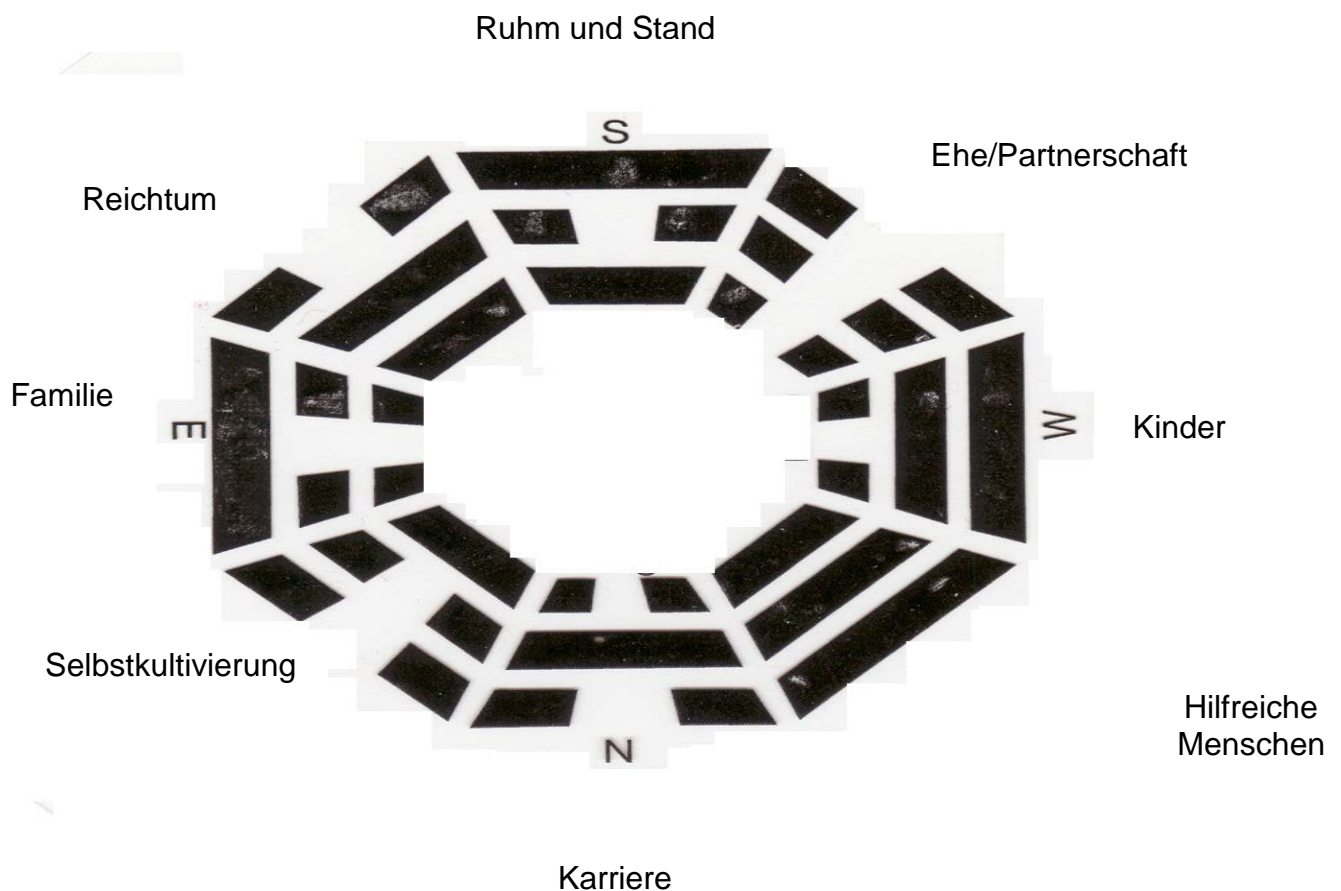 Ruhm und Stand
S
Ehe/Partnerschaft
Reichtum
Familie
E
W
Kinder
Selbstkultivierung
Hilfreiche
Menschen
N
Karriere